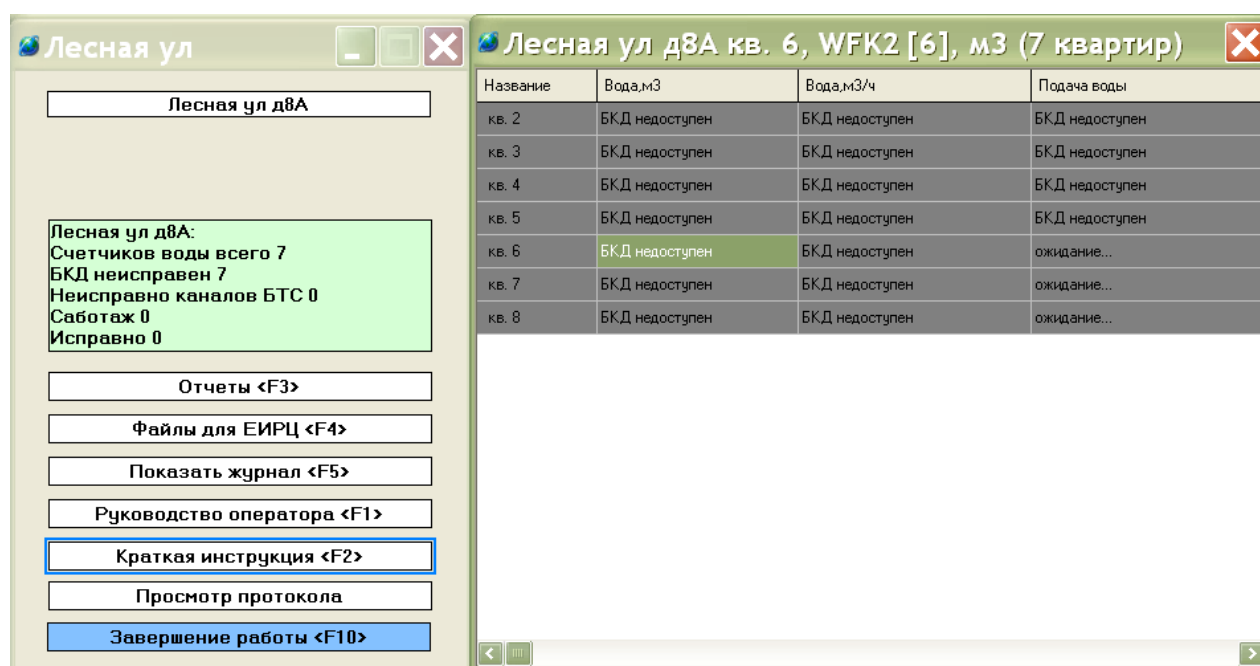 Лесная ул
Лесная ул д8А
Лесная ул д8А:
Счетчиков воды всего 7
БКД неисправен 7
Неисправно каналов БТС 0
Саботаж 0
Исправно 0
Отчеты <F3>
Файлы для ЕИРЦ <F4>
Показать журнал <F5>
Руководство оператора <F1>
Краткая инструкция <F2>
Просмотр протокола
Завершение работы <F10>
Лесная ул д8А кв. 6, WFK2 [6], м3 (7 квартир)
Название Вода,м3 Вода,м3/ч Подача воды
кв. 2 БКД недоступен БКД недоступен БКД недоступен
кв. 3 БКД недоступен БКД недоступен БКД недоступен
кв. 4 БКД недоступен БКД недоступен БКД недоступен
кв. 5 БКД недоступен БКД недоступен БКД недоступен
кв. 6 БКД недоступен БКД недоступен ожидание...
кв. 7 БКД недоступен БКД недоступен ожидание...
кв. 8 БКД недоступен БКД недоступен ожидание...